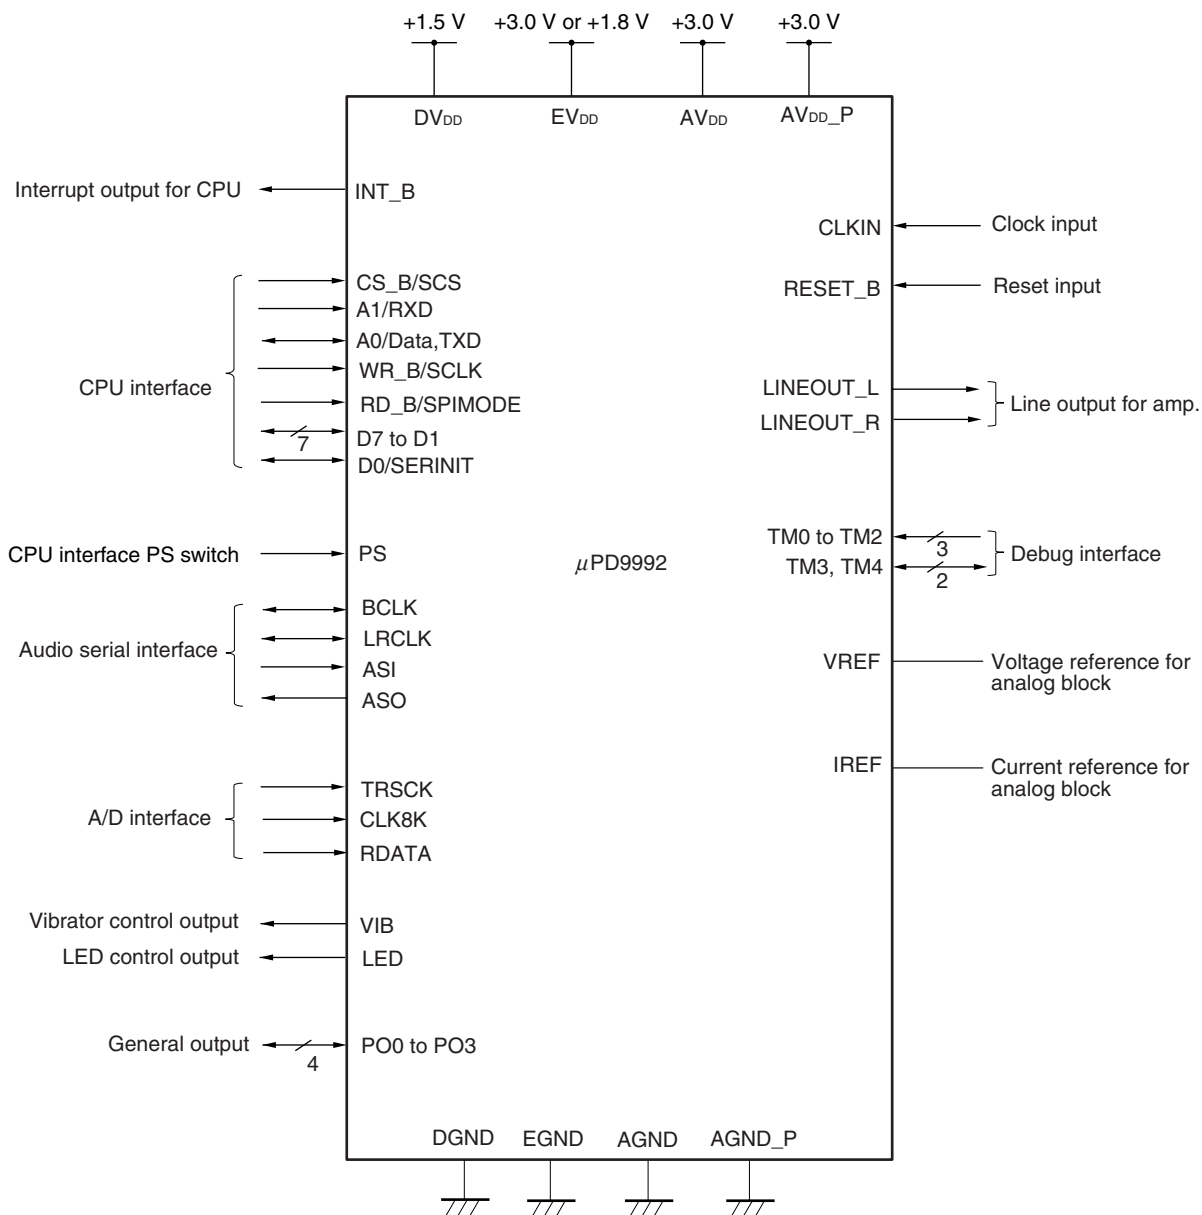 +1.5 V
+3.0 V or +1.8 V
+3.0 V
+3.0 V
DVDD
EVDD
AVDD
AVDD_P
Interrupt output for CPU
INT_B
CLKIN
Clock input
CPU interface
CS_B/SCS
A1/RXD
A0/Data,TXD
WR_B/SCLK
RD_B/SPIMODE
7
D7 to D1
D0/SERINIT
RESET_B
Reset input
LINEOUT_L
LINEOUT_R
Line output for amp.
CPU interface PS switch
PS
μPD9992
TM0 to TM2
3
TM3, TM4
2
Debug interface
Audio serial interface
BCLK
LRCLK
ASI
ASO
VREF
Voltage reference for
analog block
IREF
Current reference for
analog block
A/D interface
TRSCK
CLK8K
RDATA
Vibrator control output
VIB
LED control output
LED
General output
4
PO0 to PO3
DGND
EGND
AGND
AGND_P